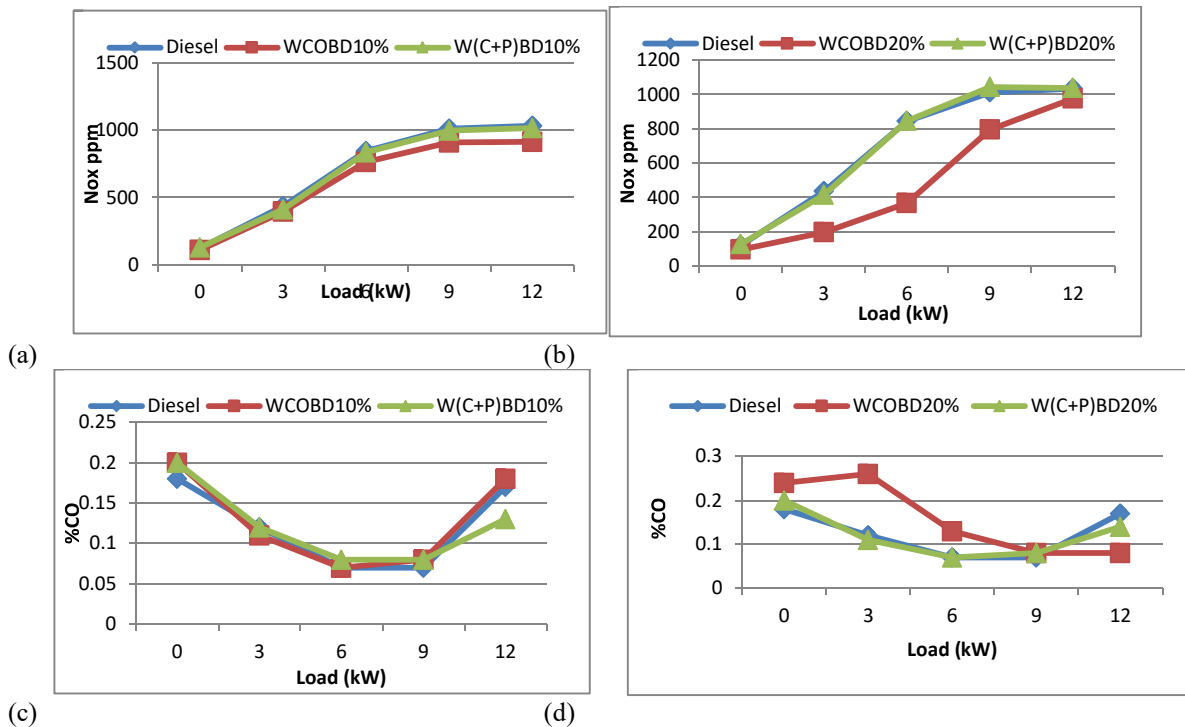 Diesel WCOBD10% W(C+P)BD10%
1500
1000
500
0
Nox ppm
0 3 6 9 12
Load (kW)
(a)
Diesel WCOBD20% W(C+P)BD20%
1200
1000
800
600
400
200
0
Nox ppm
0 3 6 9 12
Load (kW)
(b)
Diesel WCOBD10% W(C+P)BD10%
0.25
0.2
0.15
0.1
0.05
0
%CO
0 3 6 9 12
Load (kW)
(c)
Diesel WCOBD20% W(C+P)BD20%
0.3
0.2
0.1
0
%CO
0 3 6 9 12
Load (kW)
(d)